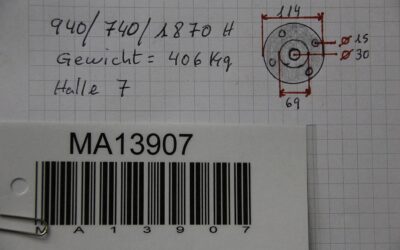 940/740/1870 H
Gewicht = 406 Kg
Halle 7
114
ø 15
ø 30
69
MA13907
MA13907